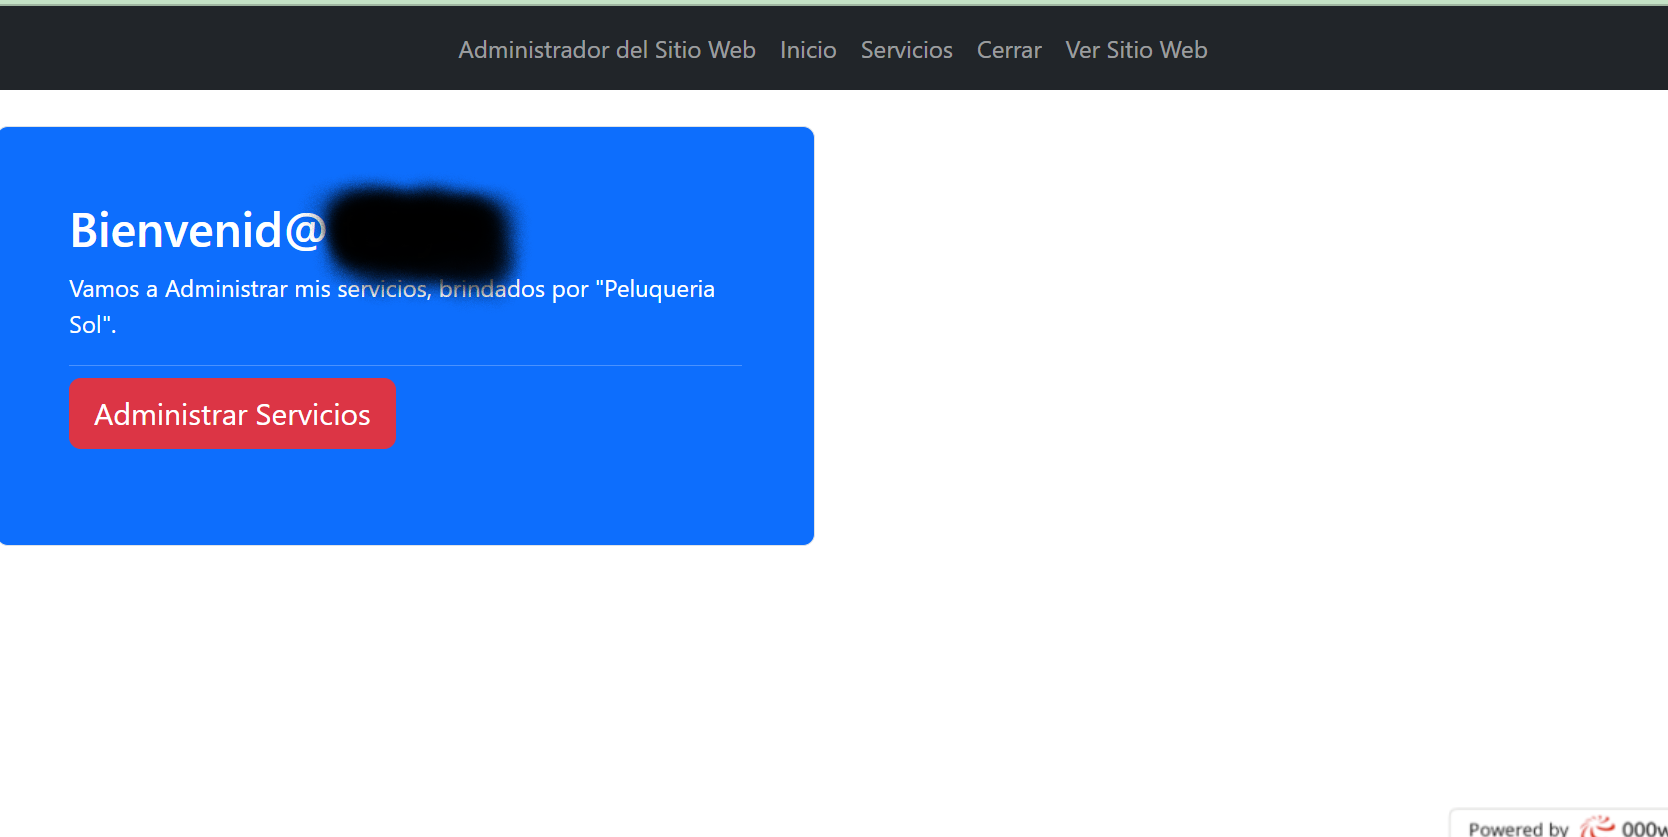 Administrador del Sitio Web Inicio Servicios Cerrar Ver Sitio Web
Bienvenid@
Vamos a Administrar mis servicios, brindados por "Peluqueria
Sol".
Administrar Servicios
Powered by 000w